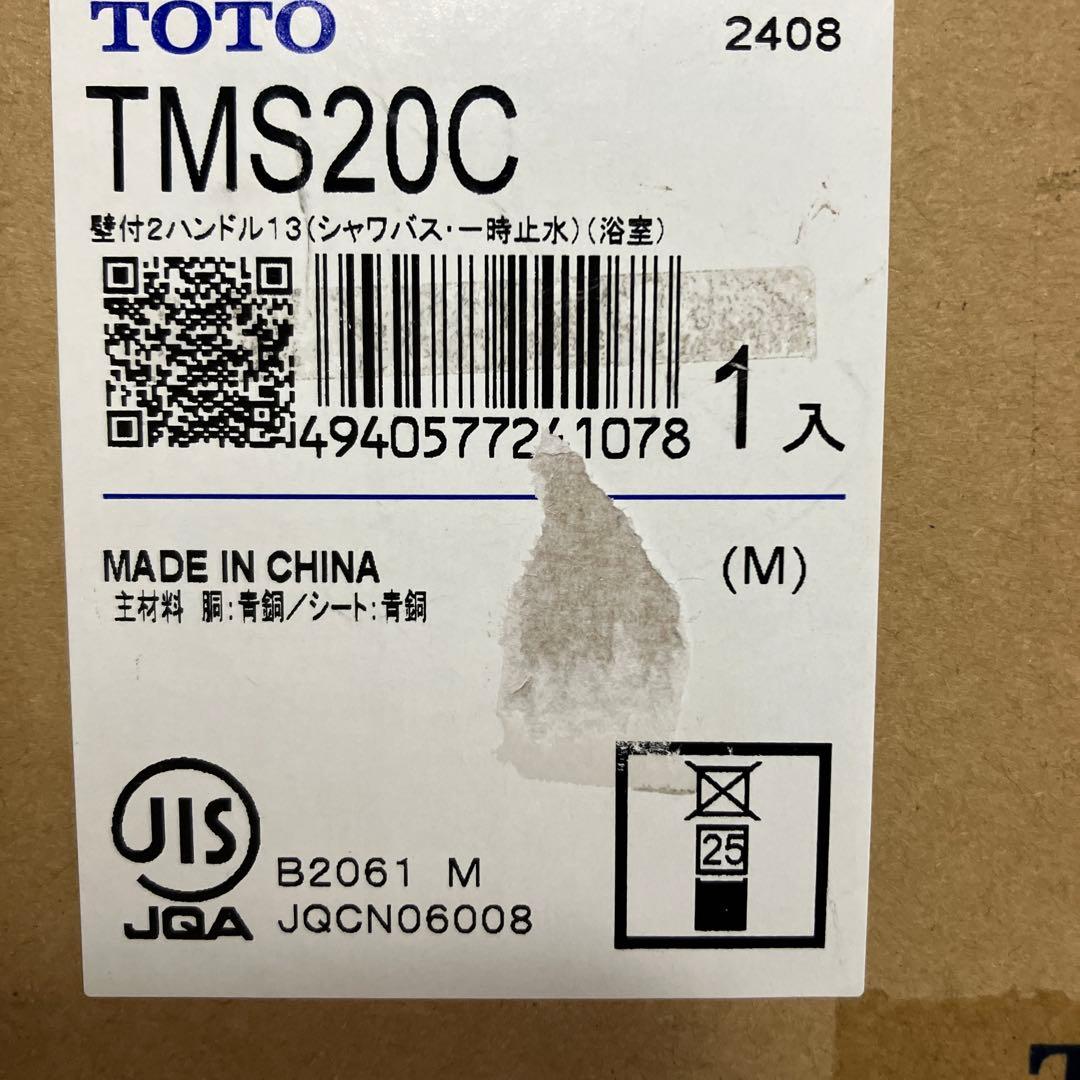 TOTO
2408
TMS20C
壁付2ハンドル13(シャワバス・一時止水)(浴室)
1入
MADE IN CHINA
(M)
主材料 胴:青銅/シート:青銅
JIS
25
B2061 M
JQA
JQCN06008
T